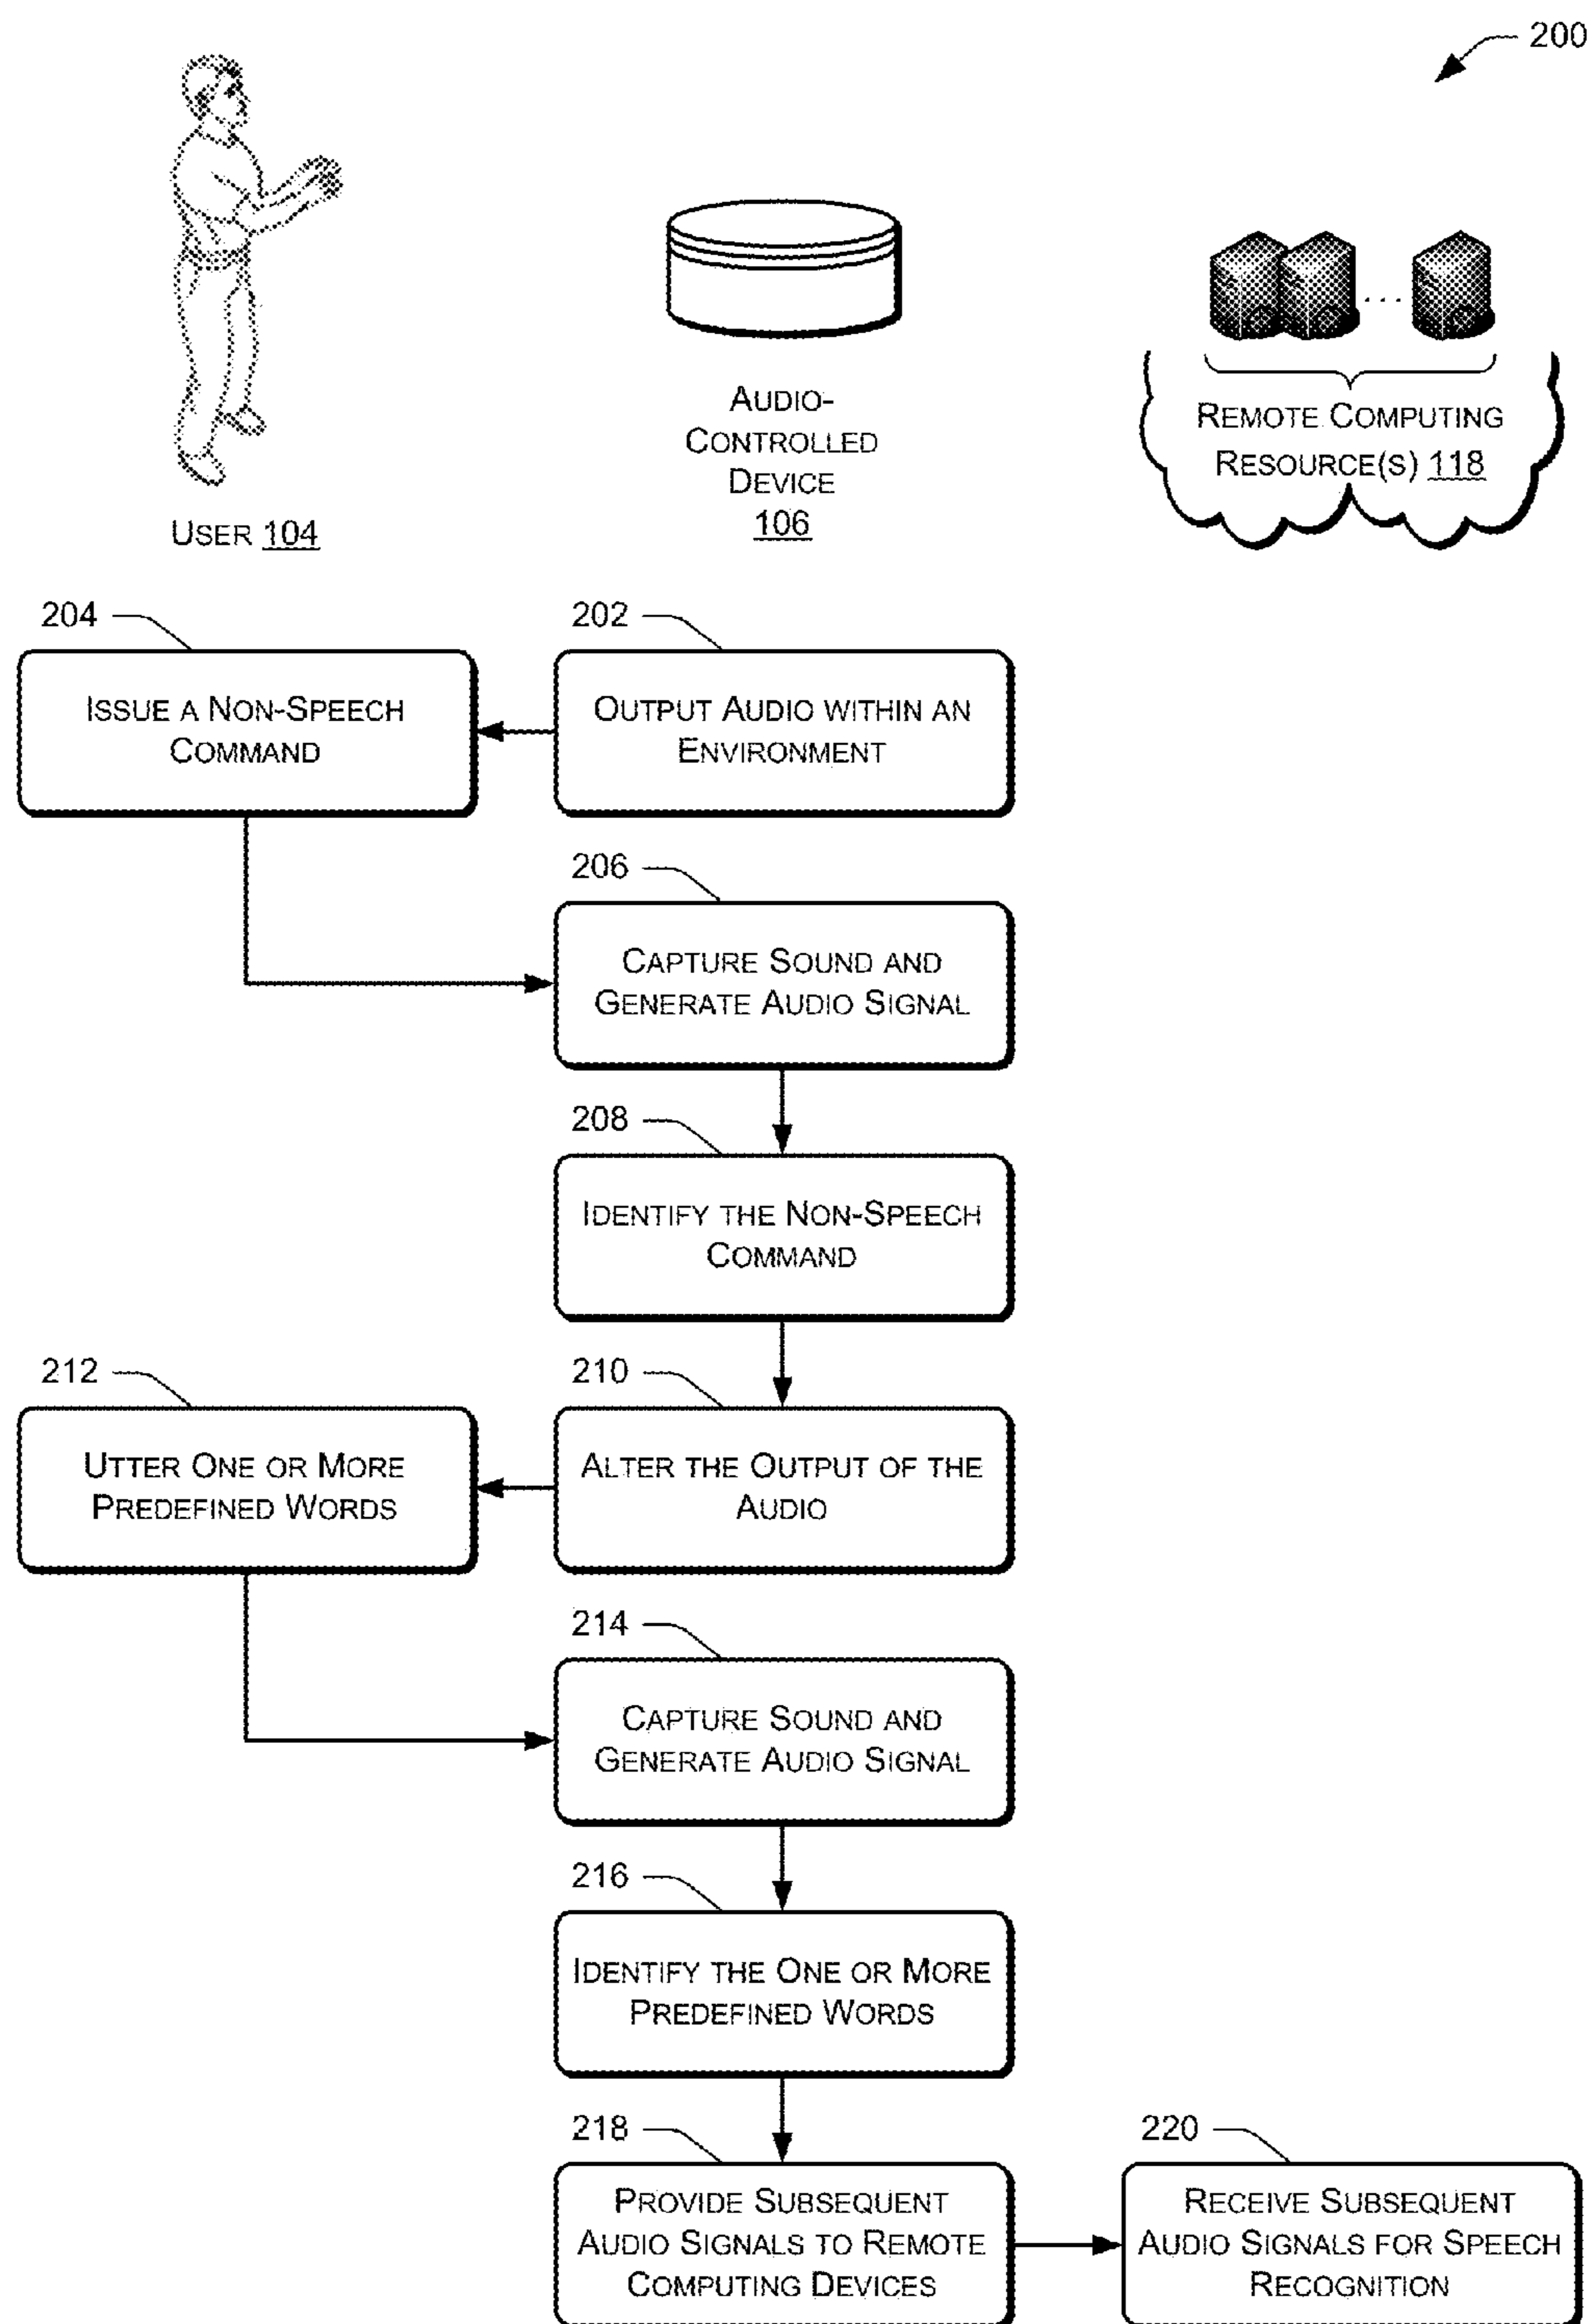 200
AUDIO-
CONTROLLED
DEVICE
106
REMOTE COMPUTING
RESOURCE(S) 118
USER 104
204
ISSUE A NON-SPEECH
COMMAND
202
OUTPUT AUDIO WITHIN AN
ENVIRONMENT
206
CAPTURE SOUND AND
GENERATE AUDIO SIGNAL
208
IDENTIFY THE NON-SPEECH
COMMAND
210
ALTER THE OUTPUT OF THE
AUDIO
212
UTTER ONE OR MORE
PREDEFINED WORDS
214
CAPTURE SOUND AND
GENERATE AUDIO SIGNAL
216
IDENTIFY THE ONE OR MORE
PREDEFINED WORDS
218
PROVIDE SUBSEQUENT
AUDIO SIGNALS TO REMOTE
COMPUTING DEVICES
220
RECEIVE SUBSEQUENT
AUDIO SIGNALS FOR SPEECH
RECOGNITION